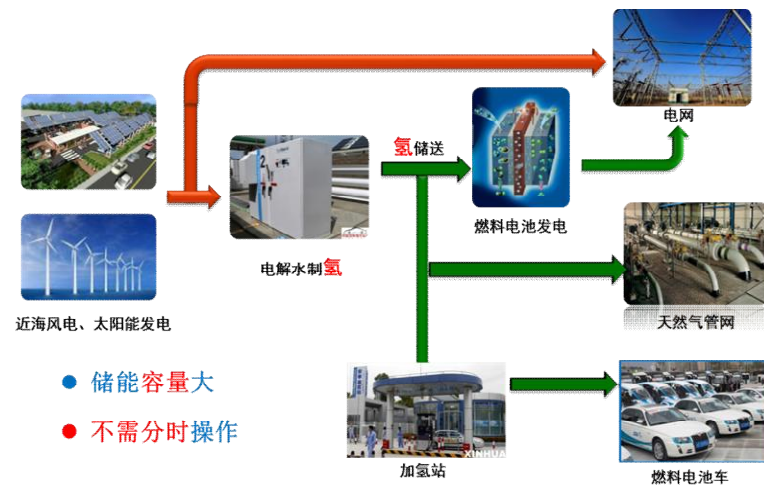 电网
氢储送
燃料电池发电
2
电解水制氢
近海风电、太阳能发电
天然气管网
储能容量大
不需分时操作
XINHUA
加氢站
燃料电池车